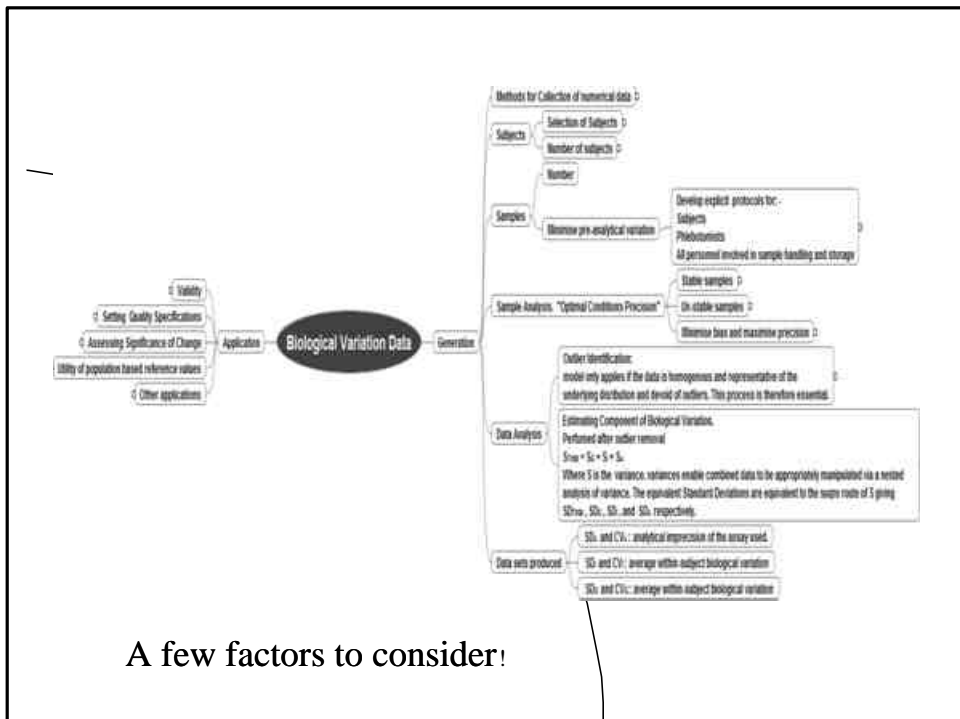 Methods for Collection of numerical data
Subjects
Selection of Subjects
Number of subjects
Samples
Number
Minimise pre-analytical variation
Develop explicit protocols for: -
Subjects
Phlebotomists
All personnel involved in sample handling and storage
Sample Analysis. "Optimal Conditions Precision"
Stable samples
Un-stable samples
Minimise bias and maximise precision
Validity
Setting Quality Specifications
Assessing Significance of Change
Utility of population based reference values
Other applications
Application
Biological Variation Data
Generation
Data Analysis
Outlier Identification:
model only applies if the data is homogenous and representative of the
underlying distribution and devoid of outliers. This process is therefore essential.
Estimating Component of Biological Variation.
Perfomed after outlier removal
Where S is the variance. variances enable combined data to be appropriately manipulated via a nested
analysis of variance. The equivalent Standard Deviations are equivalent to the route of S giving
and respectively.
Data sets produced
and : analytical imprecision of the assay used.
and : average within subject biological variation
and : average within subject biological variation
A few factors to consider!